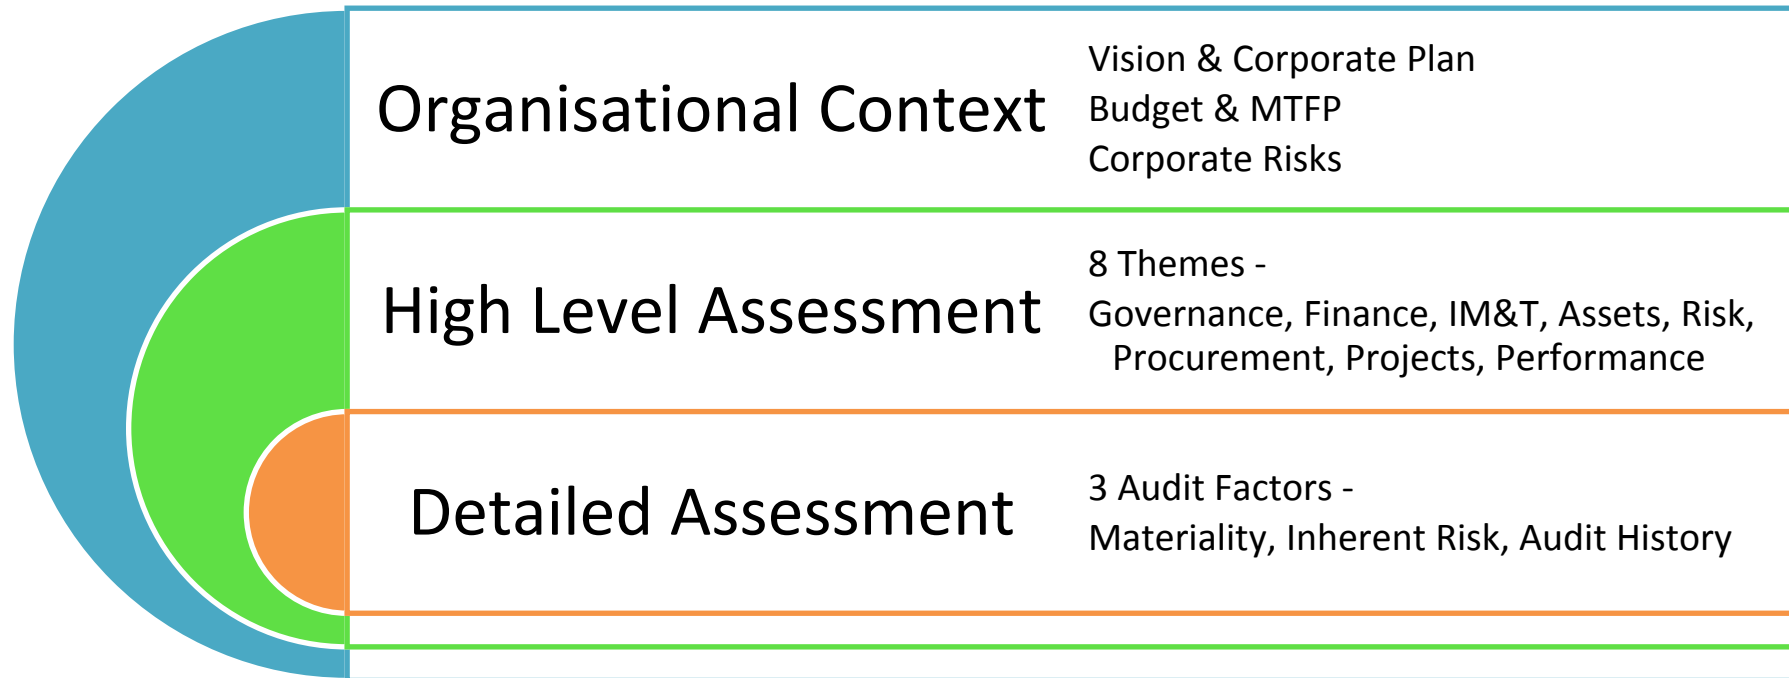 Organisational Context
Vision & Corporate Plan
Budget & MTFP
Corporate Risks
High Level Assessment
8 Themes -
Governance, Finance, IM&T, Assets, Risk,
Procurement, Projects, Performance
Detailed Assessment
3 Audit Factors -
Materiality, Inherent Risk, Audit History